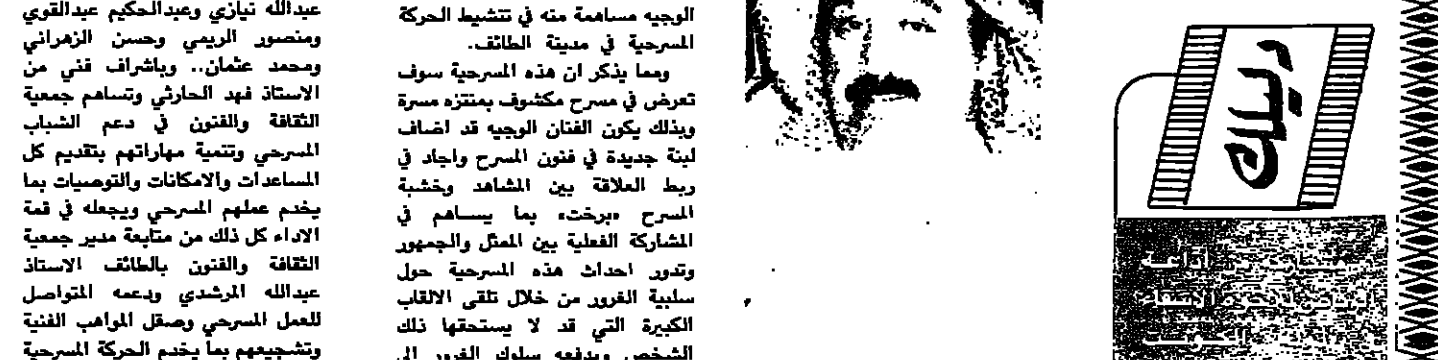 الوجيه مساهمة منه في تنشيط الحركة
المسرحية في مدينة الطائف.
ومما يذكر ان هذه المسرحية سوف
تعرض في مسرح مكشوف بمنتزه مسرة
وبذلك يكون الفنان الوجيه قد اضاف
لبنة جديدة في فنون المسرح واجاد في
ربط العلاقة بين المشاهد وخشبة
المسرح «برخت» بما يساهم في
المشاركة الفعلية بين الممثل والجمهور
وتدور احداث هذه المسرحية حول
سلبية الغرور من خلال تلقى الالقاب
الكبيرة التي قد لا يستحقها ذلك
الشخص ويدفعه سلوك الغرور الى
عبدالله نيازي وعبدالحكيم عبدالقوي
ومنصور الريمي وحسن الزهراني
ومحمد عثمان.. وباشراف فني من
الاستاذ فهد الحارثي وتساهم جمعية
الثقافة والفنون في دعم الشباب
المسرحي وتنمية مهاراتهم بتقديم كل
المساعدات والامكانات والتوصيات بما
يخدم عملهم المسرحي ويجعله في قمة
الاداء كل ذلك من متابعة مدير جمعية
الثقافة والفنون بالطائف الاستاذ
عبدالله المرشدي ودعمه المتواصل
للعمل المسرحي وصقل المواهب الفنية
وتشجيعهم بما يخدم الحركة المسرحية